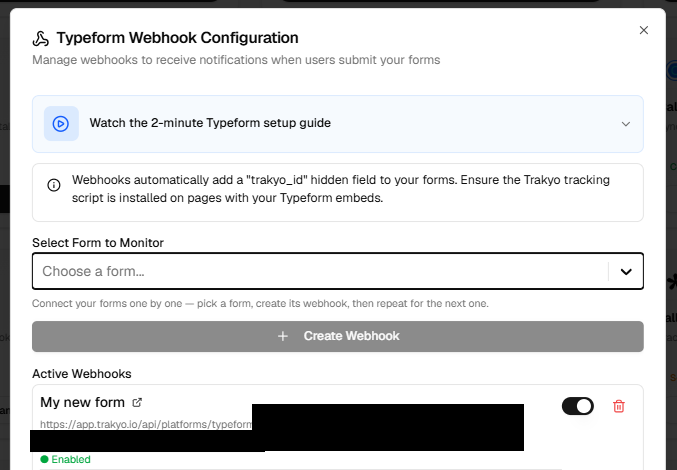 Typeform Webhook Configuration
Manage webhooks to receive notifications when users submit your forms
Watch the 2-minute Typeform setup guide
Webhooks automatically add a "trakyo_id" hidden field to your forms. Ensure the Trakyo tracking
script is installed on pages with your Typeform embeds.
Select Form to Monitor
Choose a form...
Connect your forms one by one — pick a form, create its webhook, then repeat for the next one.
Create Webhook
Active Webhooks
My new form
https://app.trakyo.io/api/platforms/typeform
Enabled